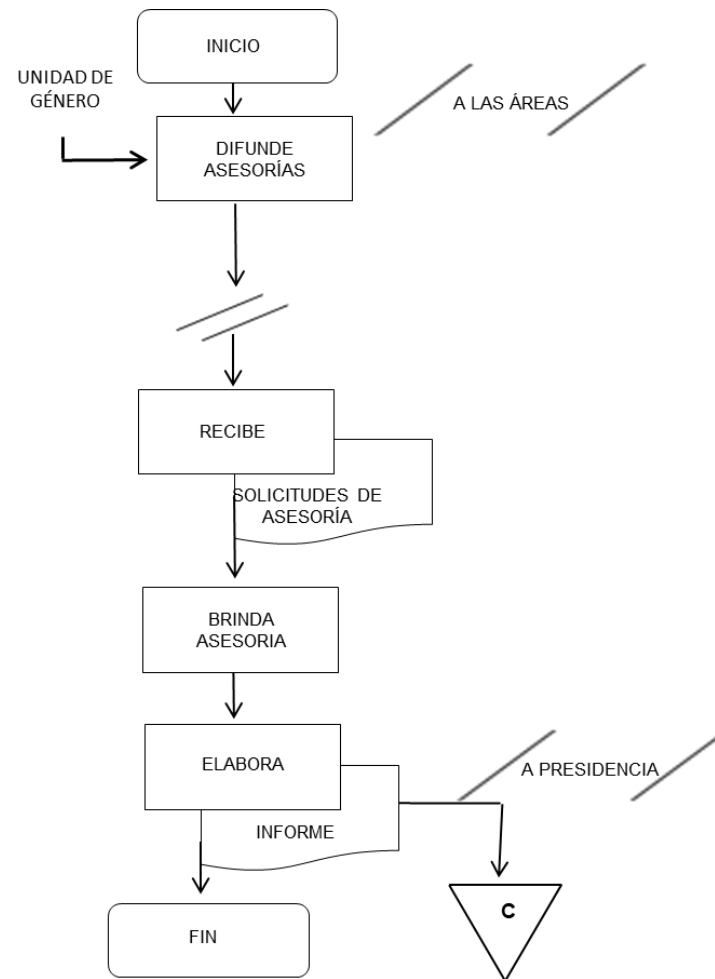 INICIO
UNIDAD DE
GÉNERO
A LAS ÁREAS
DIFUNDE
ASESORÍAS
RECIBE
SOLICITUDES DE
ASESORÍA
BRINDA
ASESORIA
ELABORA
A PRESIDENCIA
INFORME
C
FIN